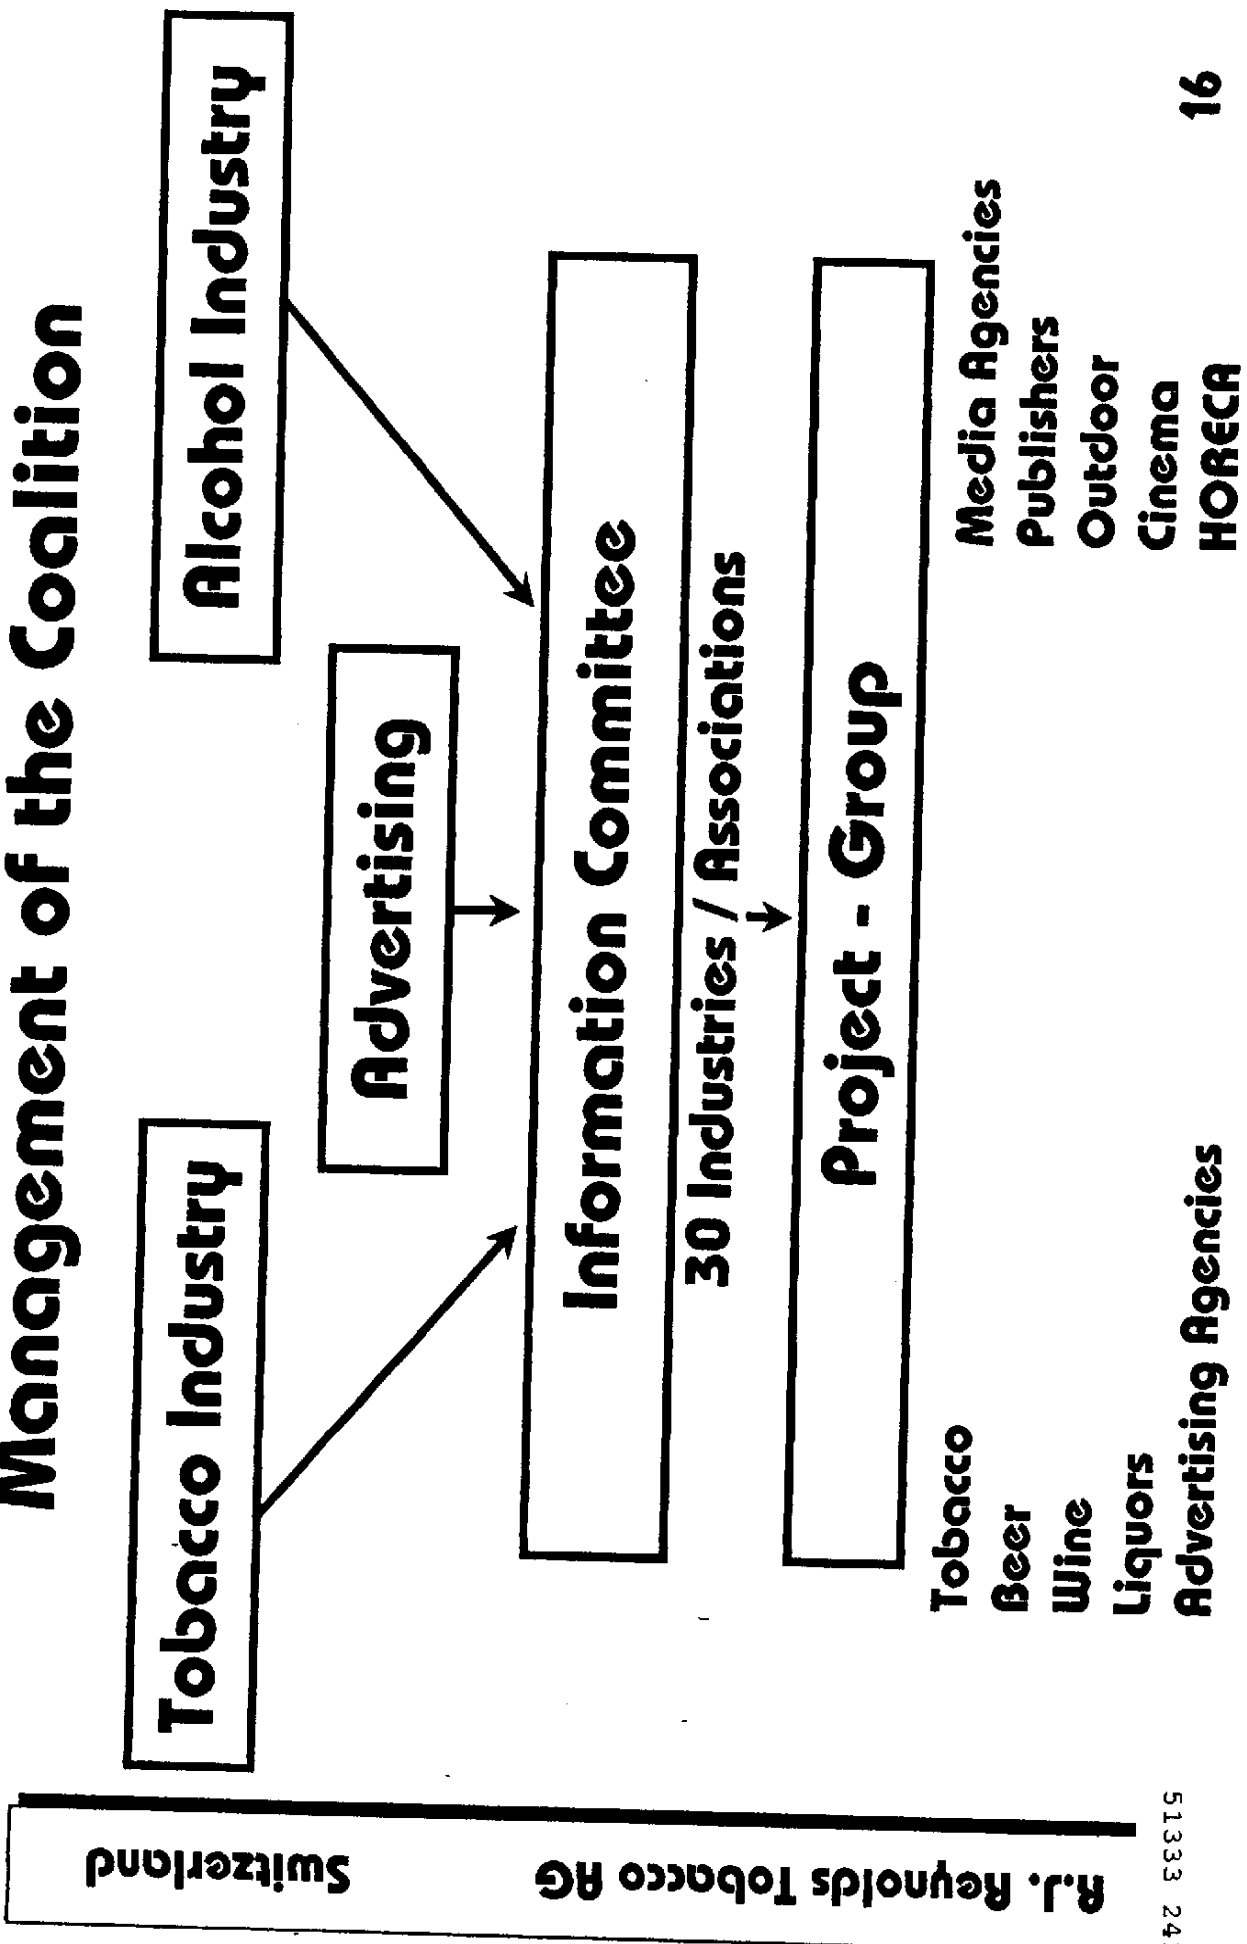 Management of the Coalition
Tobacco Industry
Alcohol Industry
Advertising
Information Committee
30 Industries / Associations
Project - Group
Tobacco
Beer
Wine
Liquors
Advertising Agencies
Media Agencies
Publishers
Outdoor
Cinema
HORECA
16
R.J. Reynolds Tobacco AG
Switzerland
51333 24